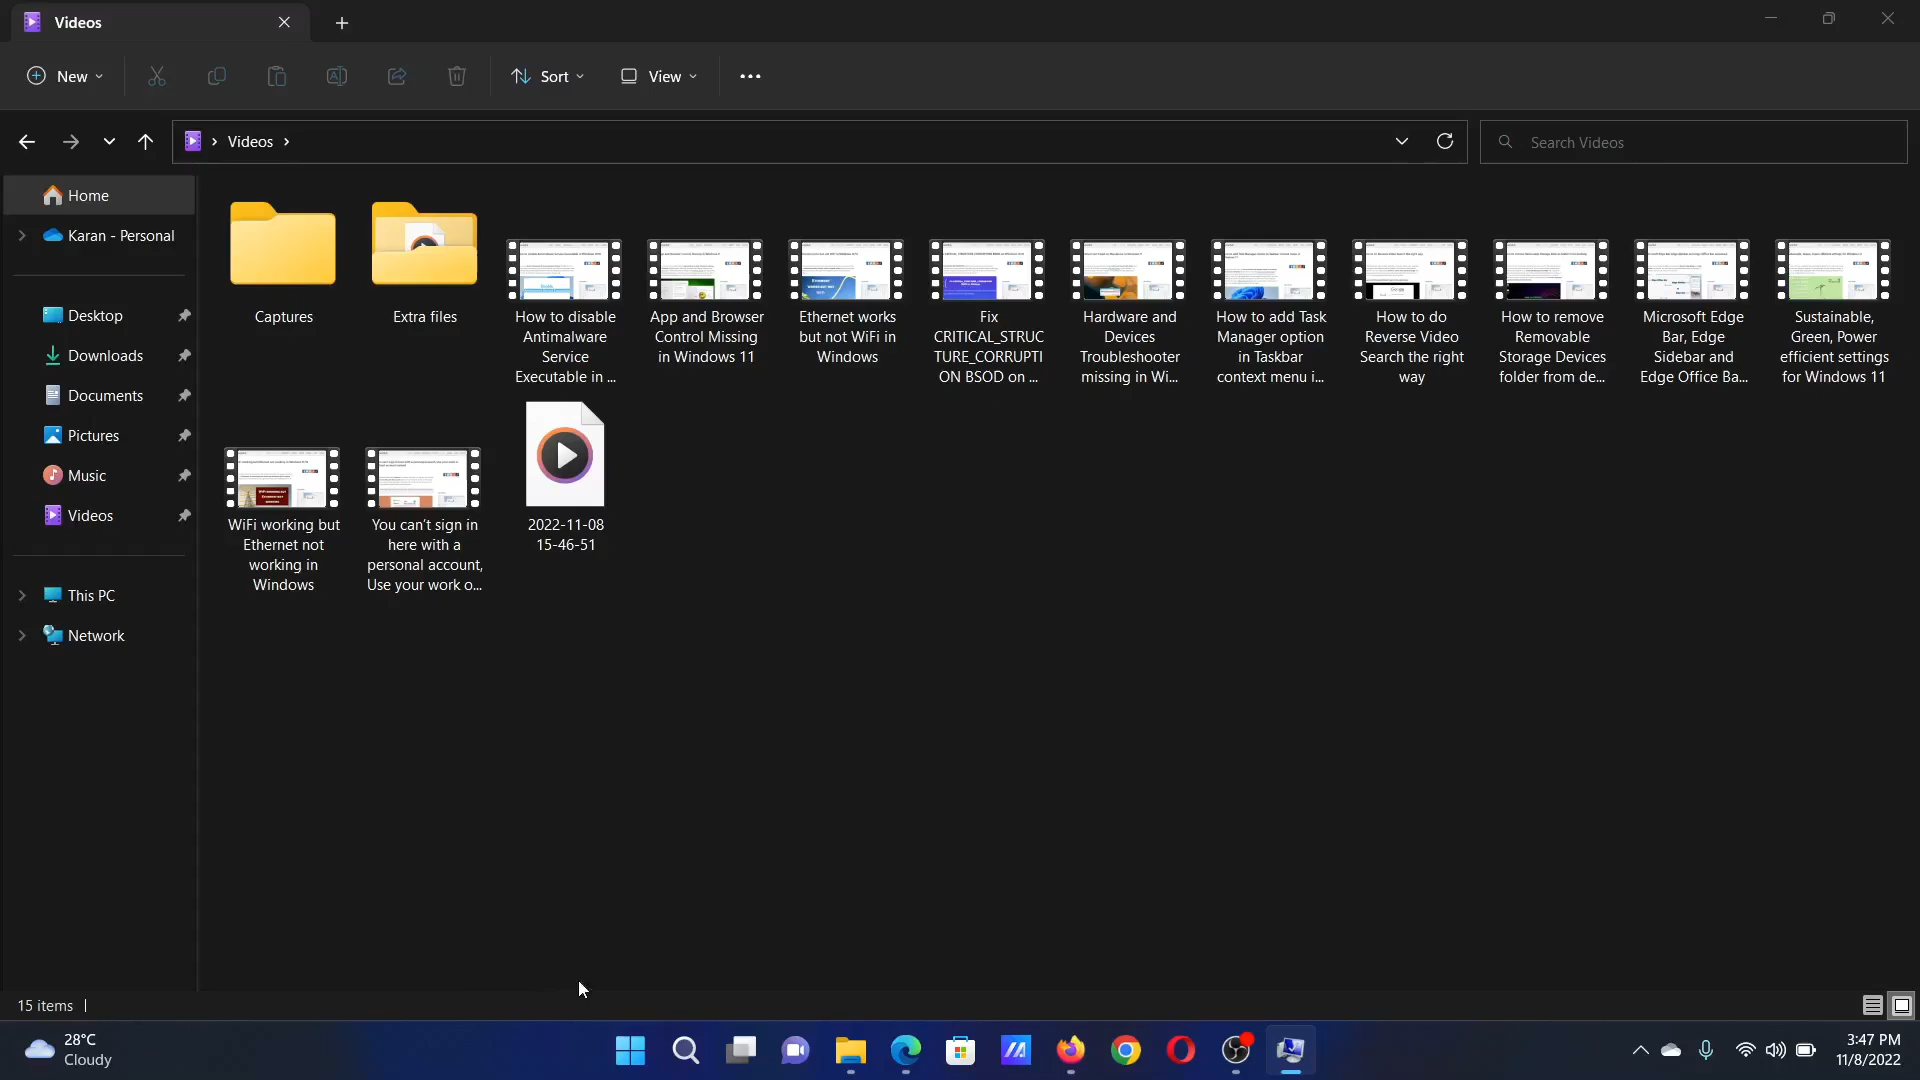 Videos
New
Sort
View
Videos
Search Videos
Home
Karan - Personal
Desktop
Downloads
Documents
Pictures
Music
Videos
This PC
Network
Captures
Extra files
How to disable
Antimalware
Service
Executable in ...
App and Browser
Control Missing
in Windows 11
Ethernet works
but not WiFi in
Windows
Fix
CRITICAL_STRUC
TURE_CORRUPTI
ON BSOD on ...
Hardware and
Devices
Troubleshooter
missing in Wi...
How to add Task
Manager option
in Taskbar
context menu i...
How to do
Reverse Video
Search the right
way
How to remove
Removable
Storage Devices
folder from de...
Microsoft Edge
Bar, Edge
Sidebar and
Edge Office Ba...
Sustainable,
Green, Power
efficient settings
for Windows 11
WiFi working but
Ethernet not
working in
Windows
You can't sign in
here with a
personal account,
Use your work o...
2022-11-08
15-46-51
15 items
28°C
Cloudy
3:47 PM
11/8/2022